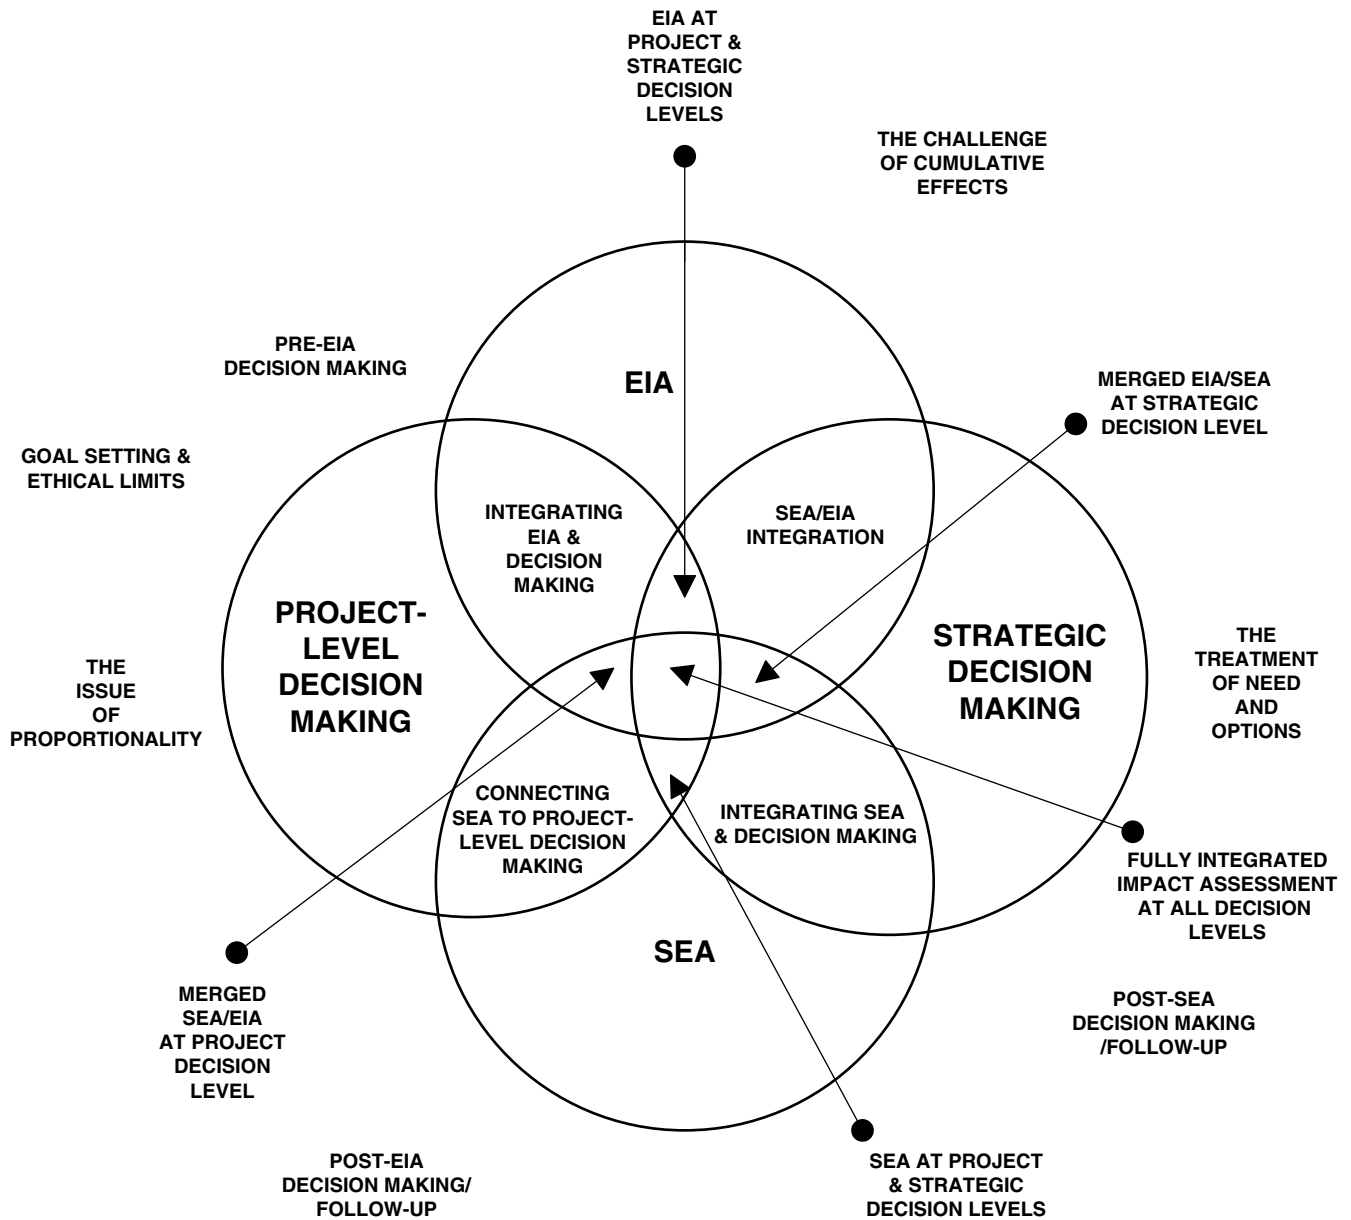 EIA AT
PROJECT &
STRATEGIC
DECISION
LEVELS
THE CHALLENGE
OF CUMULATIVE
EFFECTS
PRE-EIA
DECISION MAKING
EIA
MERGED EIA/SEA
AT STRATEGIC
DECISION LEVEL
GOAL SETTING &
ETHICAL LIMITS
INTEGRATING
EIA &
DECISION
MAKING
SEA/EIA
INTEGRATION
PROJECT-
LEVEL
DECISION
MAKING
STRATEGIC
DECISION
MAKING
THE
ISSUE
OF
PROPORTIONALITY
THE
TREATMENT
OF NEED
AND
OPTIONS
CONNECTING
SEA TO PROJECT-
LEVEL DECISION
MAKING
INTEGRATING SEA
& DECISION MAKING
FULLY INTEGRATED
IMPACT ASSESSMENT
AT ALL DECISION
LEVELS
SEA
MERGED
SEA/EIA
AT PROJECT
DECISION
LEVEL
POST-SEA
DECISION MAKING
/FOLLOW-UP
POST-EIA
DECISION MAKING/
FOLLOW-UP
SEA AT PROJECT
& STRATEGIC
DECISION LEVELS